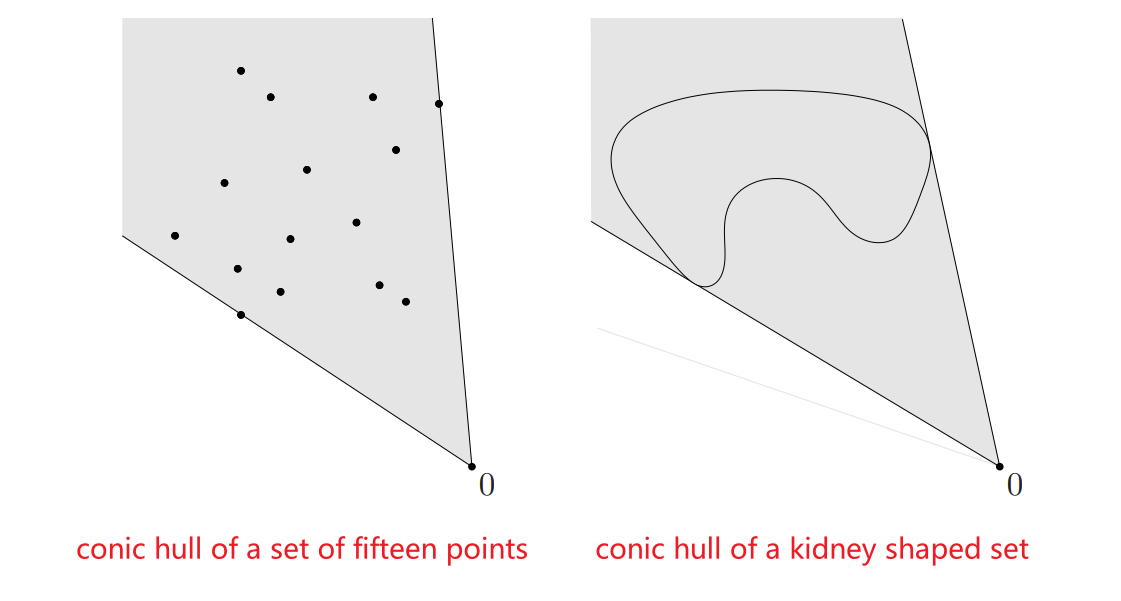 0
0
conic hull of a set of fifteen points
conic hull of a kidney shaped set